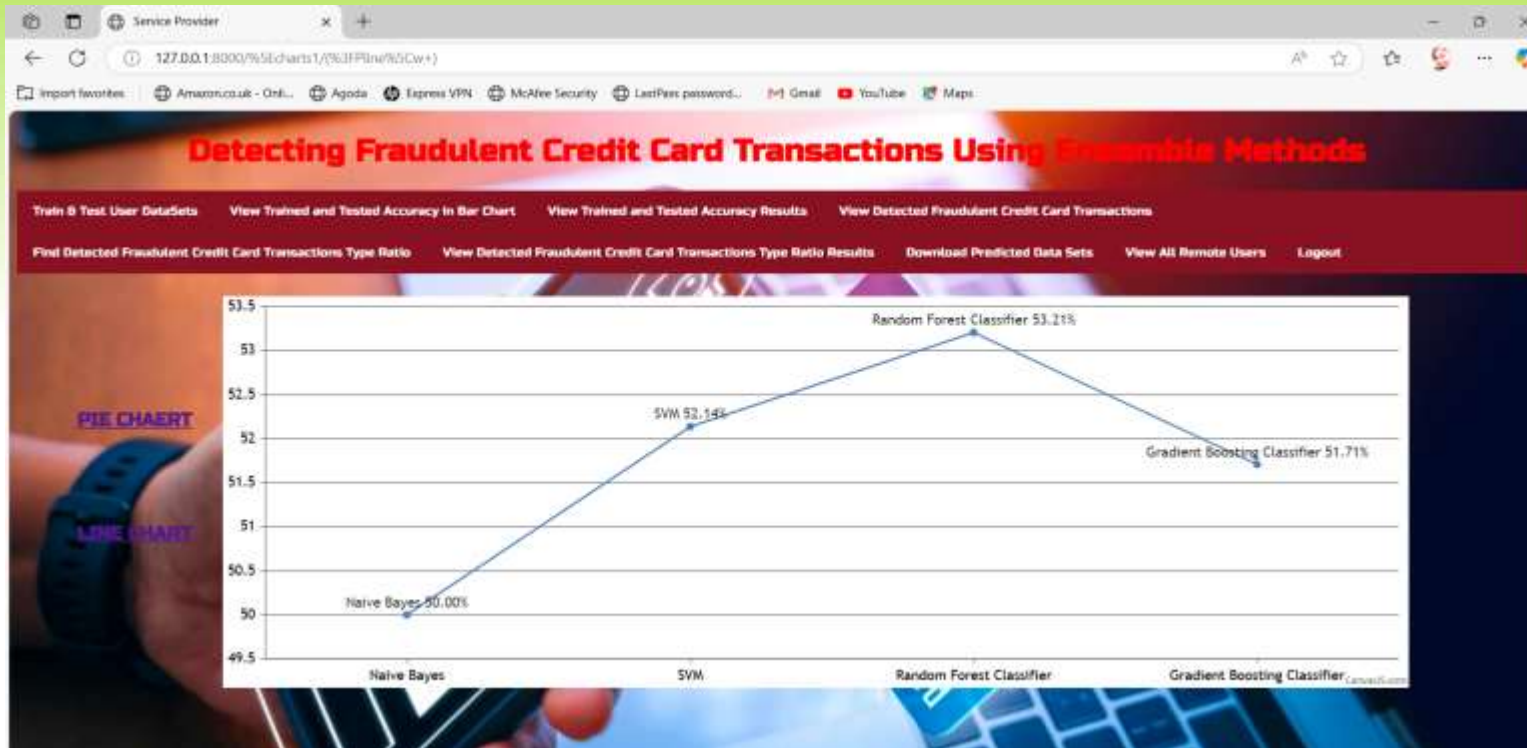 Service Provider
127.0.0.1:8000/%5Echarts1/(%3FP<line>%5Cw+)
Import favorites Amazon.co.uk - Onli... Agoda Express VPN McAfee Security LastPass password... Gmail YouTube Maps
Detecting Fraudulent Credit Card Transactions Using Ensemble Methods
Train & Test User DataSets View Trained and Tested Accuracy in Bar Chart View Trained and Tested Accuracy Results View Detected Fraudulent Credit Card Transactions
Find Detected Fraudulent Credit Card Transactions Type Ratio View Detected Fraudulent Credit Card Transactions Type Ratio Results Download Predicted Data Sets View All Remote Users Logout
53.5
Random Forest Classifier 53.21%
53
52.5
PIE CHAERT
SVM 52.14%
52
Gradient Boosting Classifier 51.71%
51.5
51
LINE CHART
50.5
Naive Bayes 50.00%
50
49.5
Naive Bayes SVM Random Forest Classifier Gradient Boosting Classifier
CanvasJS.com